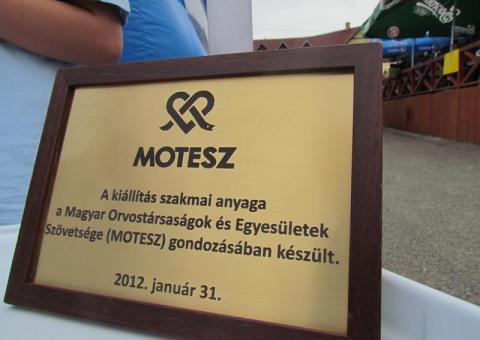 MOTESZ
A kiállítás szakmai anyaga
a Magyar Orvostársaságok és Egyesületek
Szövetsége (MOTESZ) gondozásában készült.
2012. január 31.